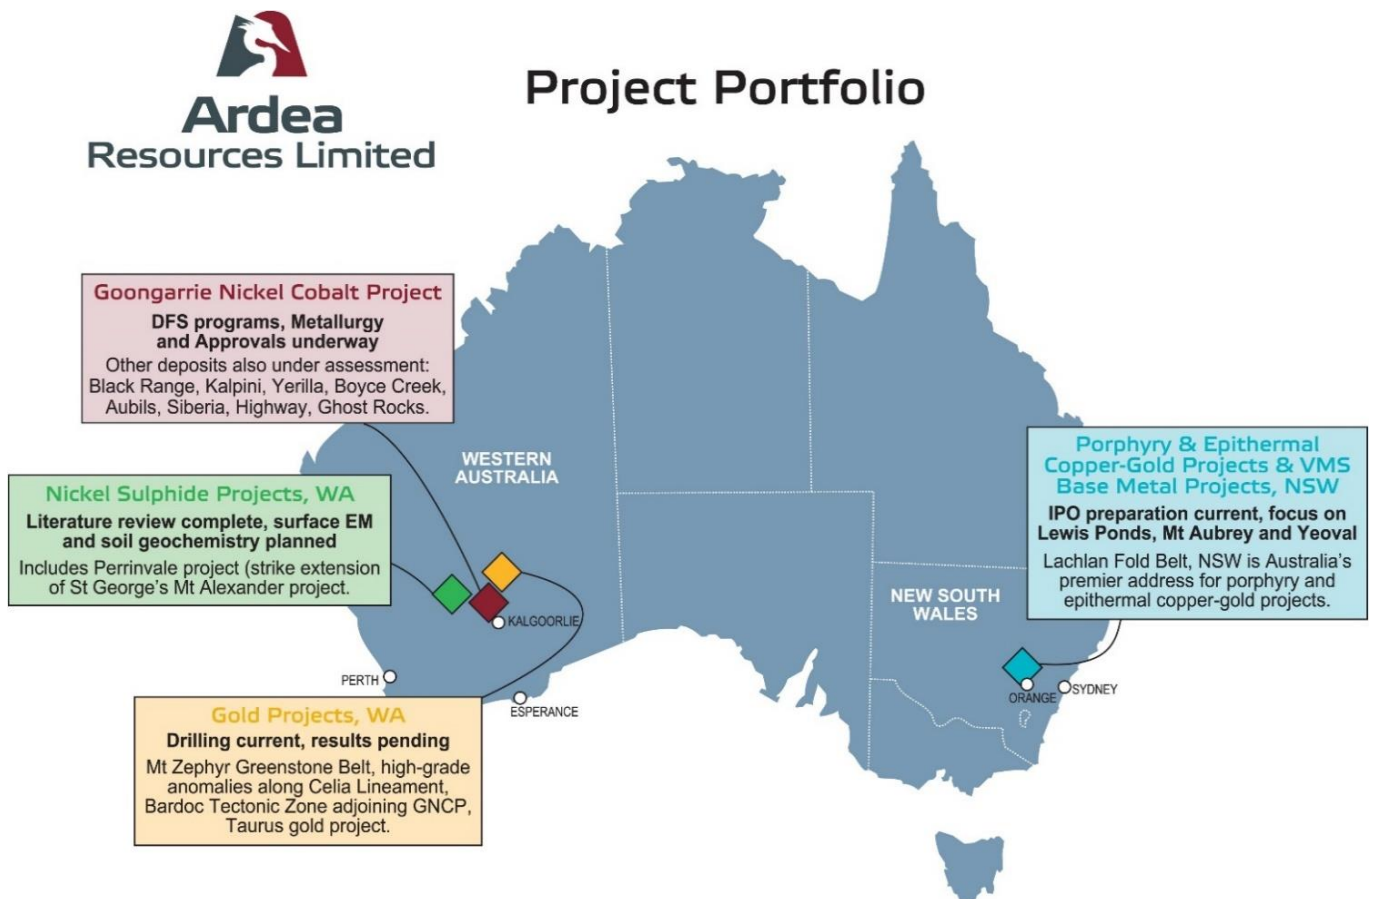 Ardea
Resources Limited
Project Portfolio
Goongarrie Nickel Cobalt Project
DFS programs, Metallurgy
and Approvals underway
Other deposits also under assessment:
Black Range, Kalpini, Yerilla, Boyce Creek,
Aubils, Siberia, Highway, Ghost Rocks.
WESTERN
AUSTRALIA
Nickel Sulphide Projects, WA
Literature review complete, surface EM
and soil geochemistry planned
Includes Perrinvale project (strike extension
of St George's Mt Alexander project.
Porphyry & Epithermal
Copper-Gold Projects & VMS
Base Metal Projects, NSW
IPO preparation current, focus on
Lewis Ponds, Mt Aubrey and Yeoval
Lachlan Fold Belt, NSW is Australia's
premier address for porphyry and
epithermal copper-gold projects.
NEW SOUTH
WALES
KALGOORLIE
PERTH
ESPERANCE
ORANGE
SYDNEY
Gold Projects, WA
Drilling current, results pending
Mt Zephyr Greenstone Belt, high-grade
anomalies along Celia Lineament,
Bardoc Tectonic Zone adjoining GNCP,
Taurus gold project.